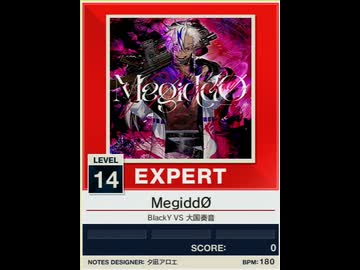 MegiddØ
LEVEL
14
EXPERT
MegiddØ
BlackY VS 大国奏音
SCORE: 0
NOTES DESIGNER: 夕凪アロエ BPM: 180